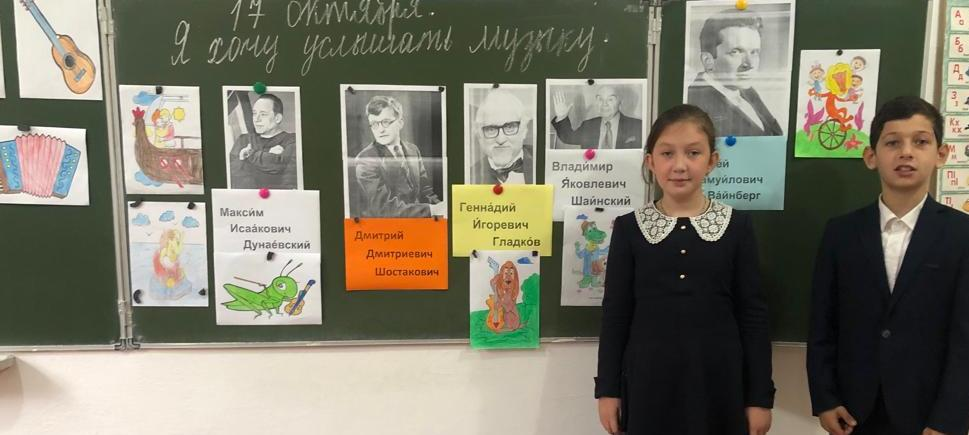 17 октября.
Я хочу услышать музыку.
Макси́м
Исаа́кович
Дунае́вский
Дмитрий
Дмитриевич
Шостакович
Генна́дий
И́горевич
Гладко́в
Владимир
Я́ковлевич
Шаи́нский
Ва́йнберг